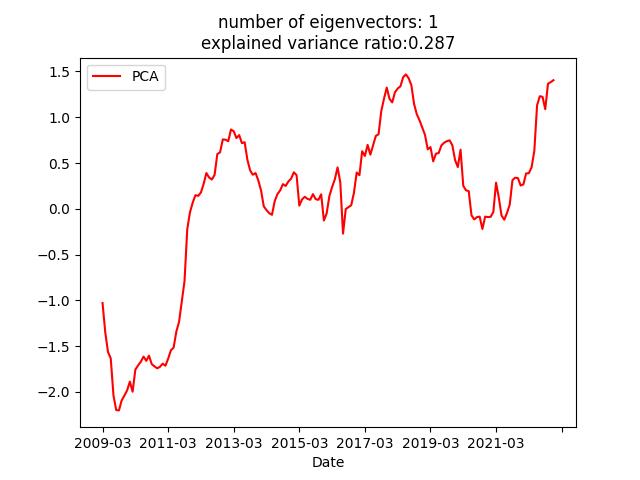 number of eigenvectors: 1
explained variance ratio:0.287
PCA
1.5
1.0
0.5
0.0
−0.5
−1.0
−1.5
−2.0
2009-03 2011-03 2013-03 2015-03 2017-03 2019-03 2021-03
Date